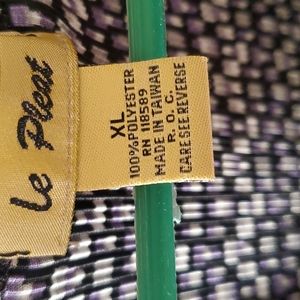 le Pleat
XL
100% POLYESTER
RN 118589
MADE IN TAIWAN
R. O. C.
CARE SEE REVERSE